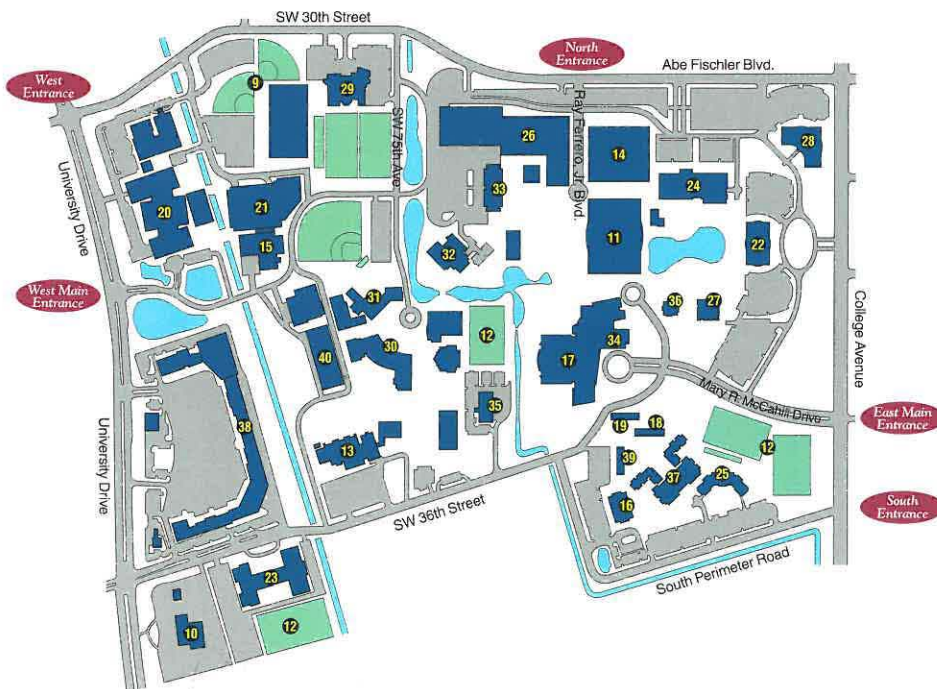 SW 30th Street
North
Entrance
Abe Fischler Blvd.
West
Entrance
9
29
SW 75th Ave
Ray Ferrero, Jr. Blvd.
26
14
28
University Drive
33
24
20
21
15
32
11
22
West Main
Entrance
31
36
27
College Avenue
12
30
34
40
17
35
Mary R. McCahill Drive
East Main
Entrance
38
19
18
12
University Drive
13
39
37
25
16
South
Entrance
SW 36th Street
South Perimeter Road
23
10
12